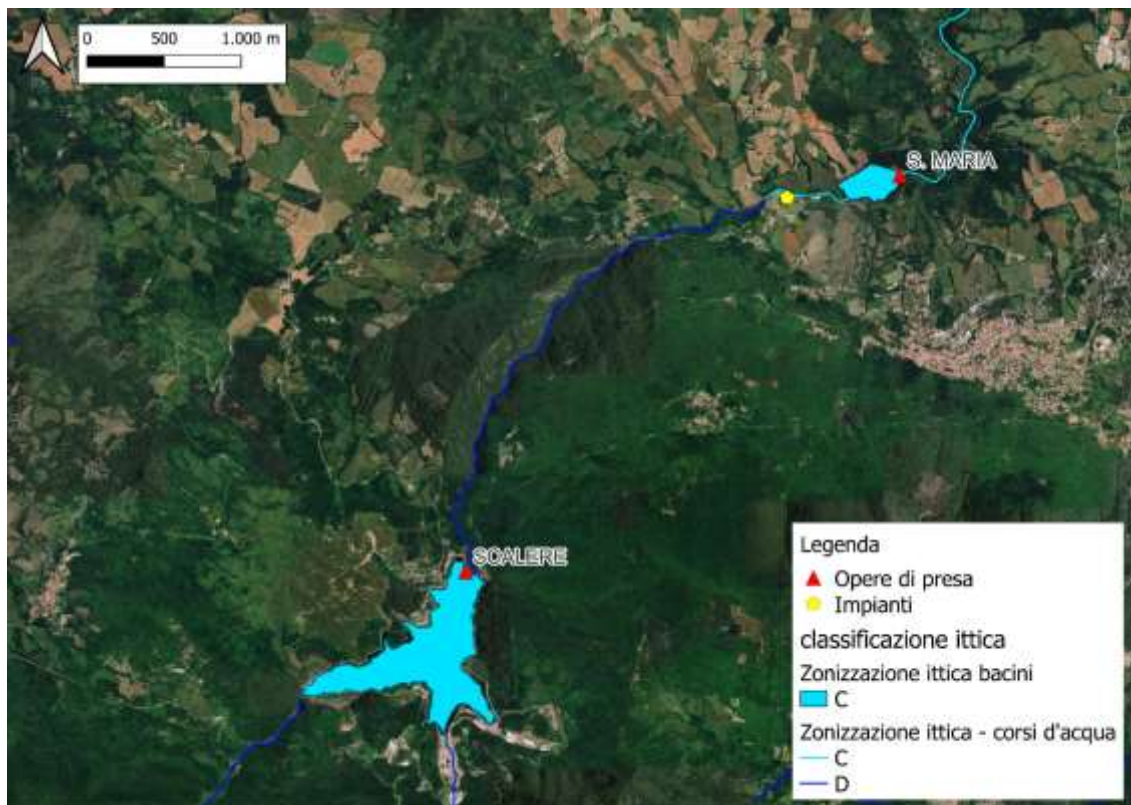 0 500 1.000 m
S. MARIA
SCALERE
Legenda
Opere di presa
Impianti
classificazione ittica
Zonizzazione ittica bacini
C
Zonizzazione ittica - corsi d'acqua
C
D